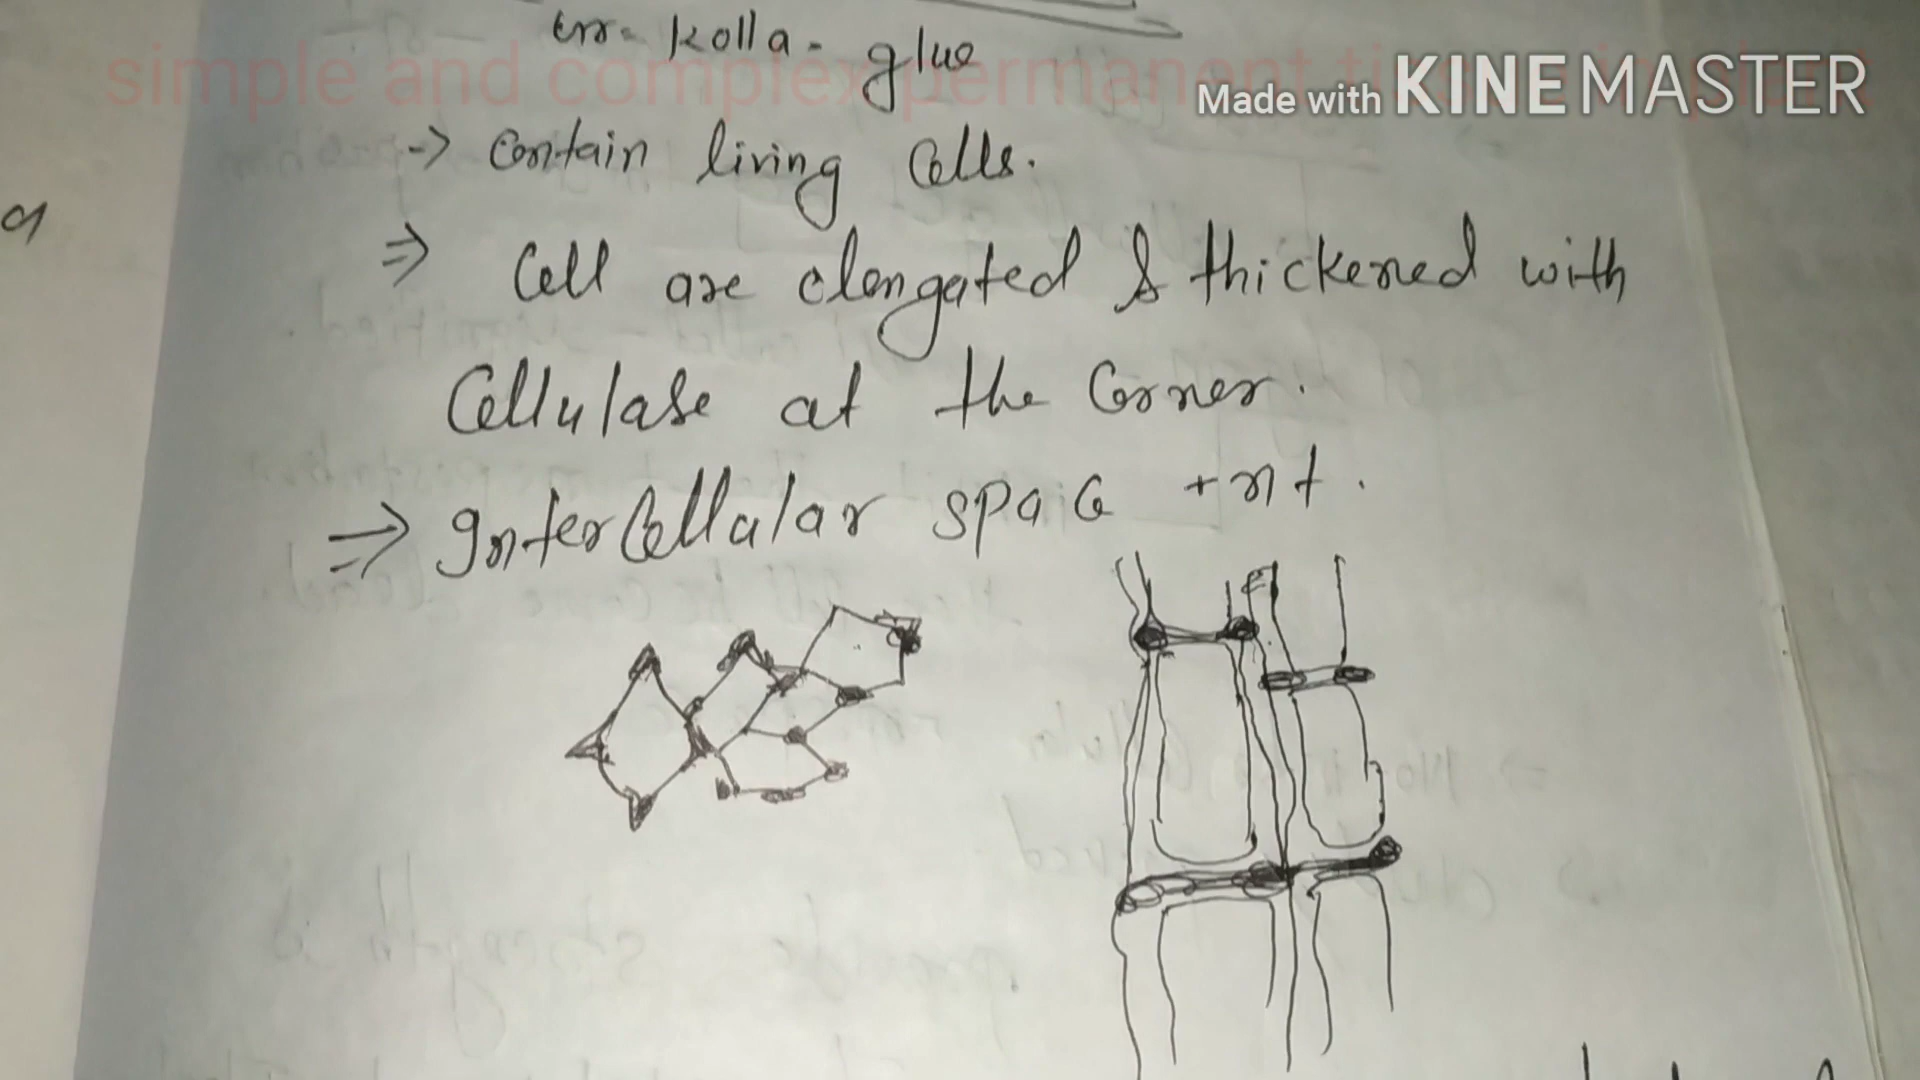 Gr. Kolla - glue
simple and complex permanent
Made with KINEMASTER
-> Contain living Cells.
=> Cell are elongated & thickened with
Cellulase at the Corner.
=> Intercellular space +nt.